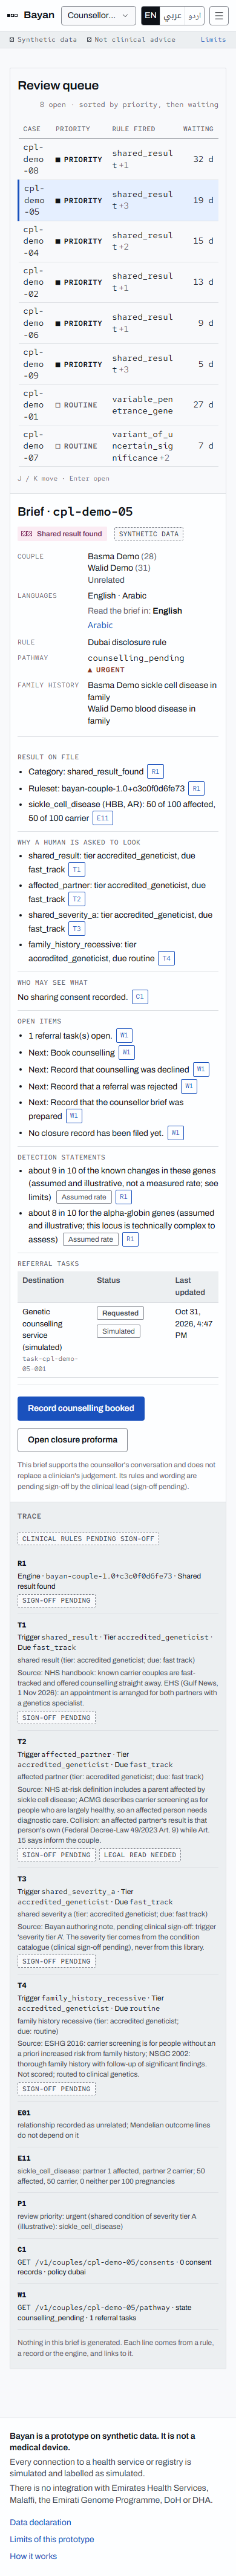 Bayan
Counsellor...
EN
عربي
اردو
Synthetic data
Not clinical advice
Limits
Review queue
8 open · sorted by priority, then waiting
CASE PRIORITY RULE FIRED WAITING
cpl-demo-08 PRIORITY shared_result +1 32 d
cpl-demo-05 PRIORITY shared_result +3 19 d
cpl-demo-04 PRIORITY shared_result +2 15 d
cpl-demo-02 PRIORITY shared_result +1 13 d
cpl-demo-06 PRIORITY shared_result +1 9 d
cpl-demo-09 PRIORITY shared_result +3 5 d
cpl-demo-01 ROUTINE variable_penetrance_gene 27 d
cpl-demo-07 ROUTINE variant_of_uncertain_significance +2 7 d
J / K move · Enter open
Brief · cpl-demo-05
Shared result found
SYNTHETIC DATA
COUPLE
Basma Demo (28)
Walid Demo (31)
Unrelated
LANGUAGES
English · Arabic
Read the brief in: English
Arabic
RULE
Dubai disclosure rule
PATHWAY
counselling_pending
▲ URGENT
FAMILY HISTORY
Basma Demo sickle cell disease in
family
Walid Demo blood disease in
family
RESULT ON FILE
• Category: shared_result_found R1
• Ruleset: bayan-couple-1.0+c3c0f0d6fe73 R1
• sickle_cell_disease (HBB, AR): 50 of 100 affected,
50 of 100 carrier E11
WHY A HUMAN IS ASKED TO LOOK
• shared_result: tier accredited_geneticist, due
fast_track T1
• affected_partner: tier accredited_geneticist, due
fast_track T2
• shared_severity_a: tier accredited_geneticist, due
fast_track T3
• family_history_recessive: tier
accredited_geneticist, due routine T4
WHO MAY SEE WHAT
No sharing consent recorded. C1
OPEN ITEMS
• 1 referral task(s) open. W1
• Next: Book counselling W1
• Next: Record that counselling was declined W1
• Next: Record that a referral was rejected W1
• Next: Record that the counsellor brief was
prepared W1
• No closure record has been filed yet. W1
DETECTION STATEMENTS
• about 9 in 10 of the known changes in these genes
(assumed and illustrative, not a measured rate; see
limits) Assumed rate R1
• about 8 in 10 for the alpha-globin genes (assumed
and illustrative; this locus is technically complex to
assess) Assumed rate R1
REFERRAL TASKS
Destination Status Last updated
Genetic counselling service (simulated) task-cpl-demo-05-001 Requested Simulated Oct 31, 2026, 4:47 PM
Record counselling booked
Open closure proforma
This brief supports the counsellor's conversation and does not
replace a clinician's judgement. Its rules and wording are
pending sign-off by the clinical lead (sign-off pending).
TRACE
CLINICAL RULES PENDING SIGN-OFF
R1
Engine · bayan-couple-1.0+c3c0f0d6fe73 · Shared
result found
SIGN-OFF PENDING
T1
Trigger shared_result · Tier accredited_geneticist ·
Due fast_track
shared result (tier: accredited geneticist; due: fast track)
Source: NHS handbook: known carrier couples are fast-
tracked and offered counselling straight away. EHS (Gulf News,
1 Nov 2026): an appointment is arranged for both partners with
a genetics specialist.
SIGN-OFF PENDING
T2
Trigger affected_partner · Tier
accredited_geneticist · Due fast_track
affected partner (tier: accredited geneticist; due: fast track)
Source: NHS at-risk definition includes a parent affected by
sickle cell disease; ACMG describes carrier screening as for
people who are largely healthy, so an affected person needs
diagnostic care. Collision: an affected partner's result is that
person's own (Federal Decree-Law 49/2023 Art. 9) while Art.
15 says inform the couple.
SIGN-OFF PENDING
LEGAL READ NEEDED
T3
Trigger shared_severity_a · Tier
accredited_geneticist · Due fast_track
shared severity a (tier: accredited geneticist; due: fast track)
Source: Bayan authoring note, pending clinical sign-off: trigger
'severity tier A'. The severity tier comes from the condition
catalogue (clinical sign-off pending), never from this library.
SIGN-OFF PENDING
T4
Trigger family_history_recessive · Tier
accredited_geneticist · Due routine
family history recessive (tier: accredited geneticist;
due: routine)
Source: ESHG 2016: carrier screening is for people without an
a priori increased risk from family history; NSGC 2002:
thorough family history with follow-up of significant findings.
Not scored; routed to clinical genetics.
SIGN-OFF PENDING
E01
relationship recorded as unrelated; Mendelian outcome lines
do not depend on it
E11
sickle_cell_disease: partner 1 affected, partner 2 carrier; 50
affected, 50 carrier, 0 neither per 100 pregnancies
P1
review priority: urgent (shared condition of severity tier A
(illustrative): sickle_cell_disease)
C1
GET /v1/couples/cpl-demo-05/consents · 0 consent
records · policy dubai
W1
GET /v1/couples/cpl-demo-05/pathway · state
counselling_pending · 1 referral tasks
Nothing in this brief is generated. Each line comes from a rule,
a record or the engine, and links to it.
Bayan is a prototype on synthetic data. It is not a
medical device.
Every connection to a health service or registry is
simulated and labelled as simulated.
There is no integration with Emirates Health Services,
Malaffi, the Emirati Genome Programme, DoH or DHA.
Data declaration
Limits of this prototype
How it works